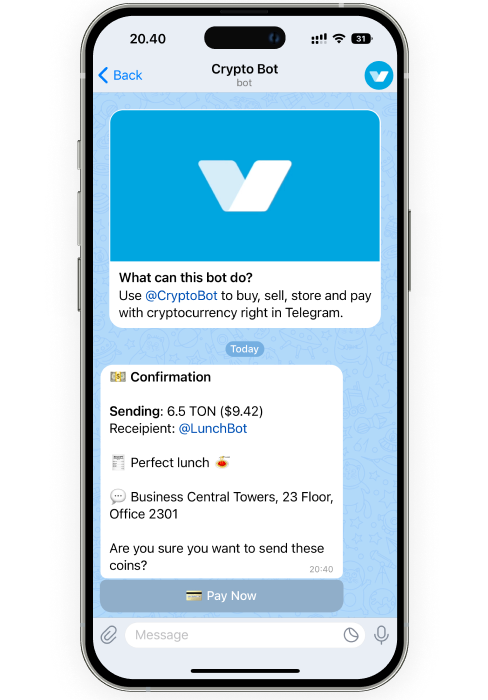 20.40
31
Back
Crypto Bot
bot
What can this bot do?
Use @CryptoBot to buy, sell, store and pay
with cryptocurrency right in Telegram.
Today
Confirmation
Sending: 6.5 TON ($9.42)
Receipient: @LunchBot
Perfect lunch
Business Central Towers, 23 Floor,
Office 2301
Are you sure you want to send these
coins?
20:40
Pay Now
Message